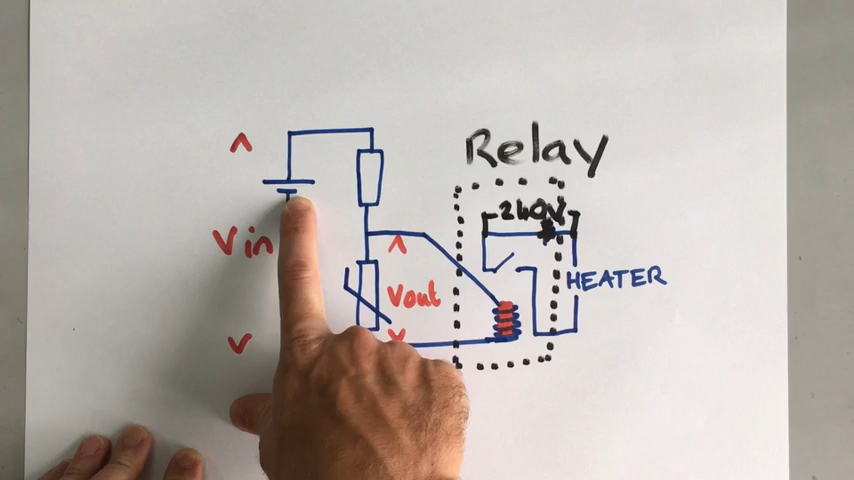 Relay
240V
Vin
HEATER
Vout